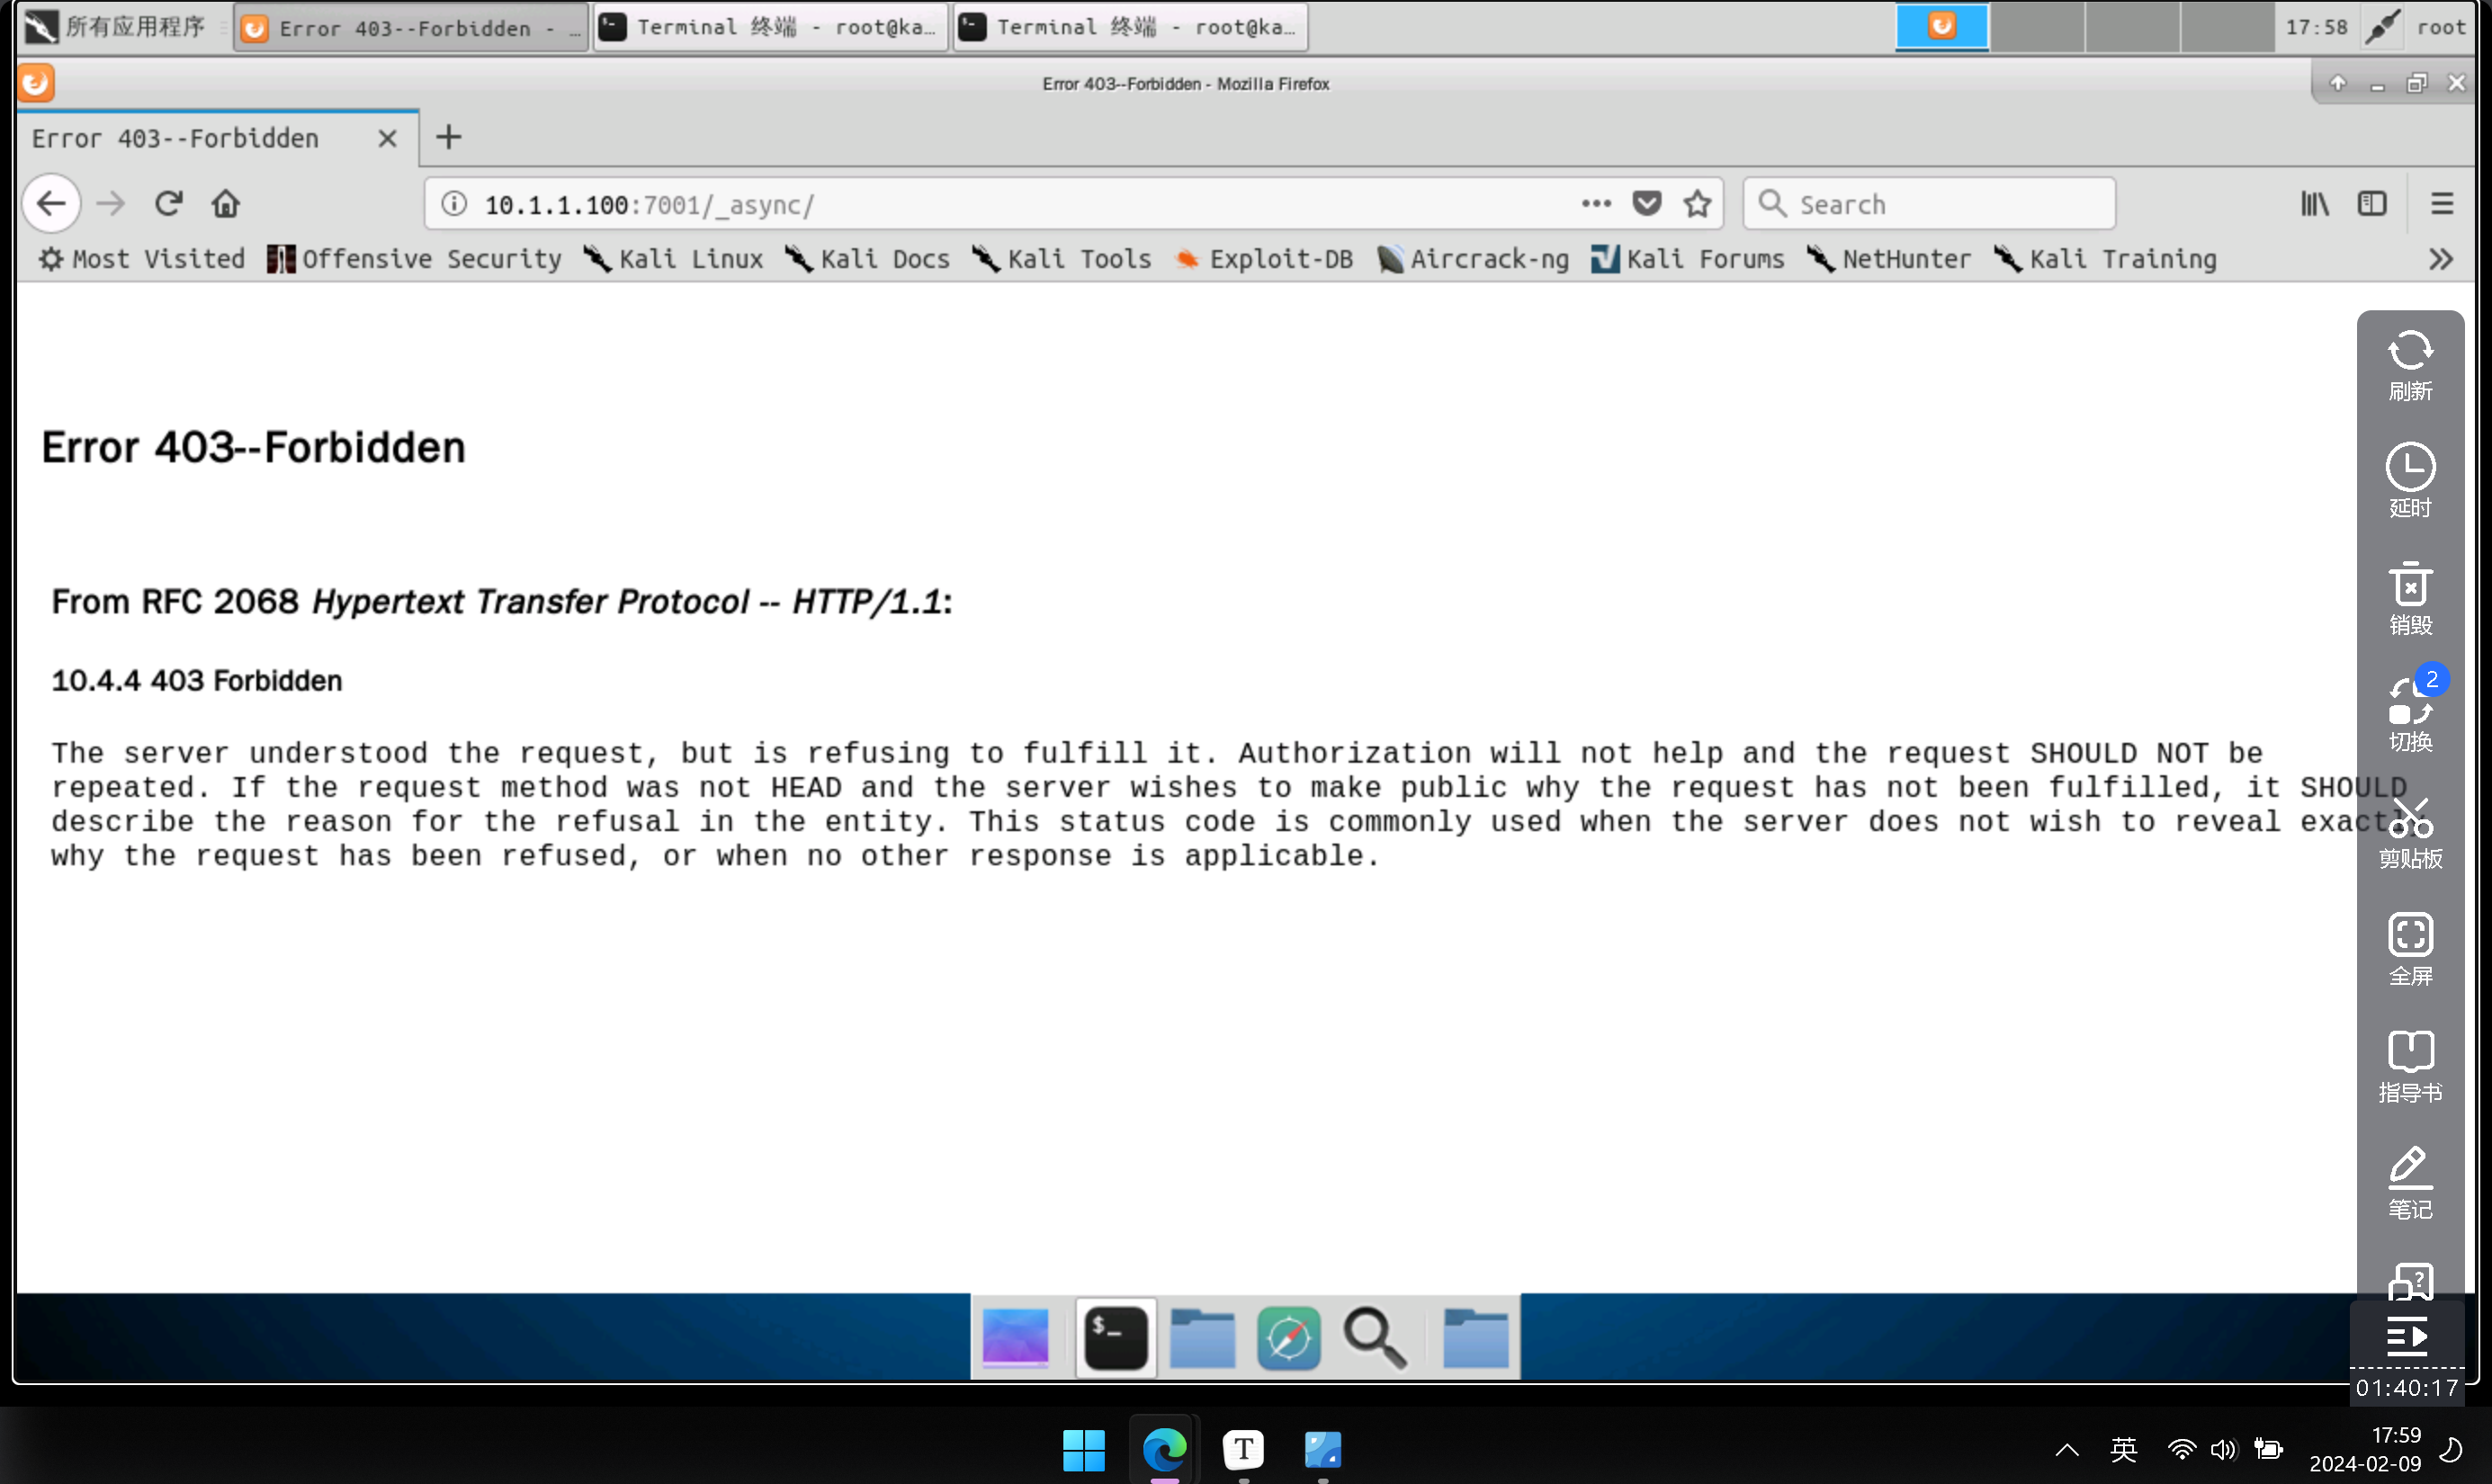 所有应用程序
Error 403--Forbidden - …
Terminal 终端 - root@ka…
Terminal 终端 - root@ka…
17:58
root
Error 403--Forbidden - Mozilla Firefox
Error 403--Forbidden
10.1.1.100:7001/_async/
Search
Most Visited
Offensive Security
Kali Linux
Kali Docs
Kali Tools
Exploit-DB
Aircrack-ng
Kali Forums
NetHunter
Kali Training
Error 403--Forbidden
From RFC 2068 Hypertext Transfer Protocol -- HTTP/1.1:
10.4.4 403 Forbidden
The server understood the request, but is refusing to fulfill it. Authorization will not help and the request SHOULD NOT be
repeated. If the request method was not HEAD and the server wishes to make public why the request has not been fulfilled, it SHOULD
describe the reason for the refusal in the entity. This status code is commonly used when the server does not wish to reveal exactly
why the request has been refused, or when no other response is applicable.
刷新
延时
销毁
2
切换
剪贴板
全屏
指导书
笔记
01:40:17
$_
T
英
17:59
2024-02-09